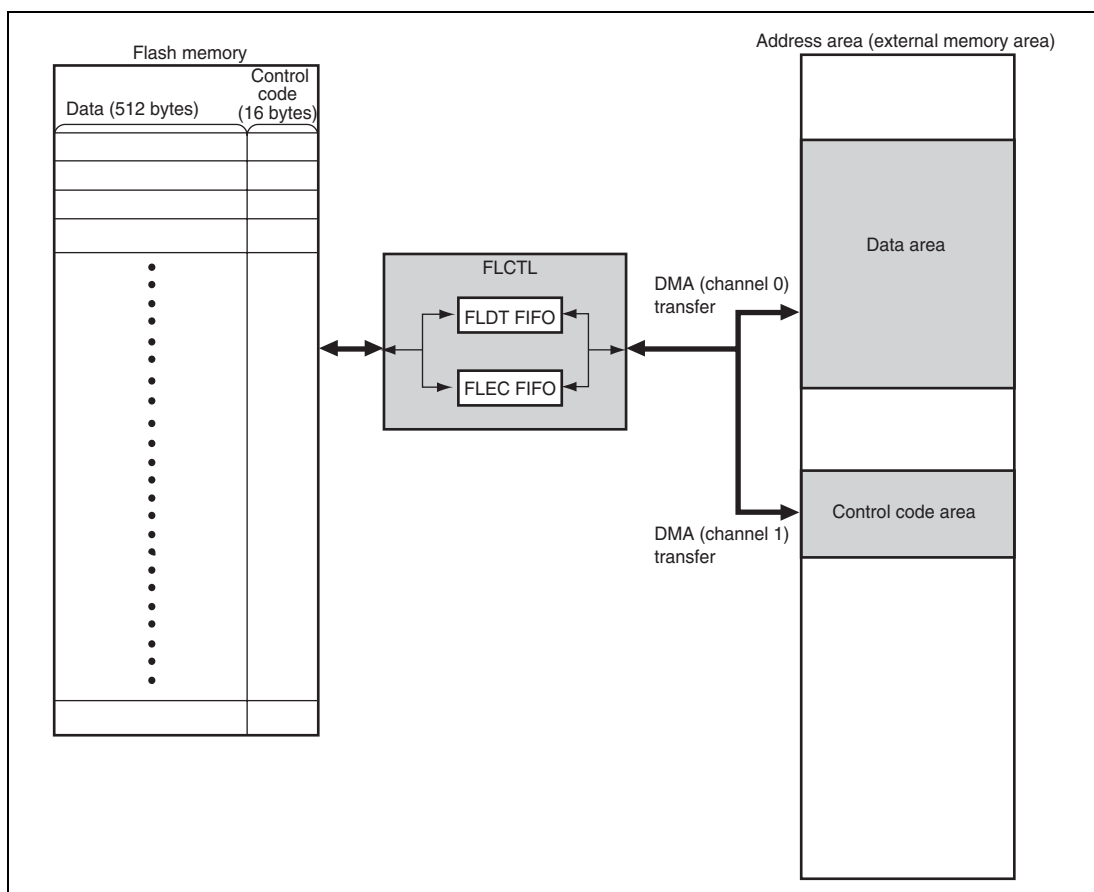 Flash memory
Data (512 bytes)
Control
code
(16 bytes)
FLCTL
FLDT FIFO
FLEC FIFO
DMA (channel 0)
transfer
DMA (channel 1)
transfer
Address area (external memory area)
Data area
Control code area